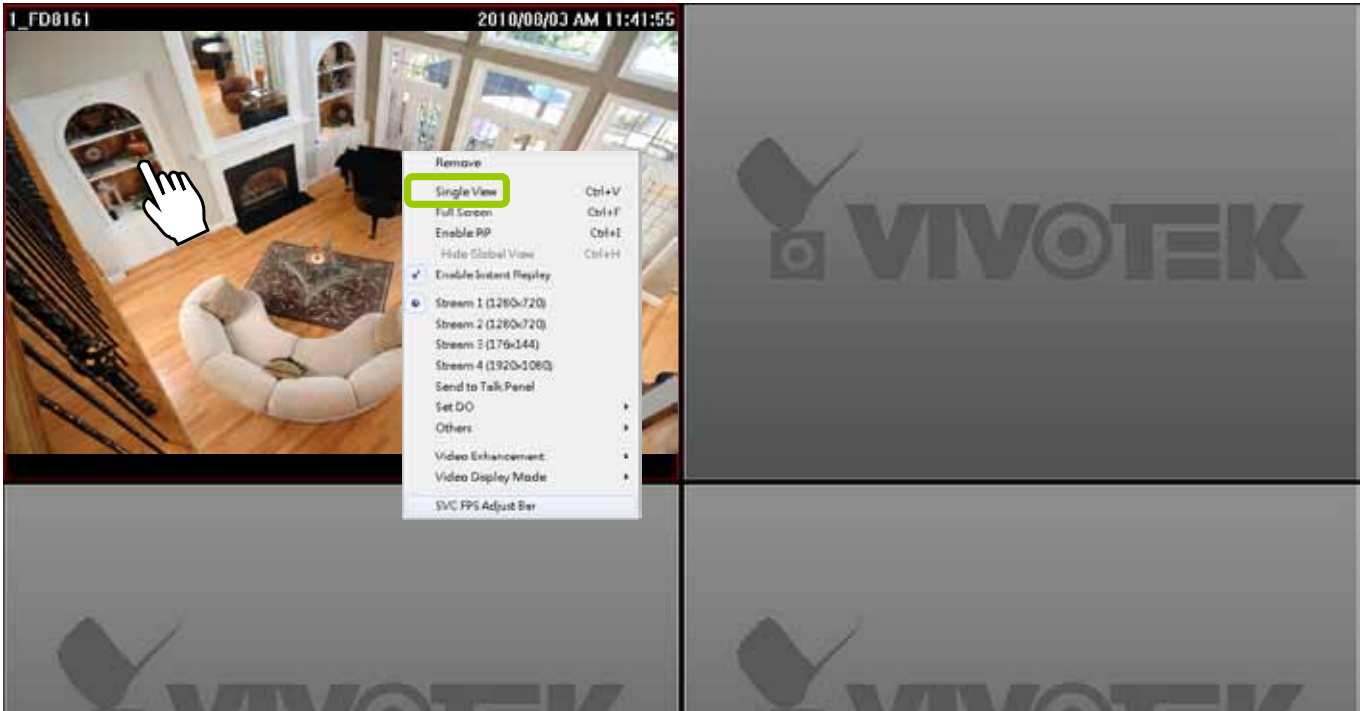 1_FD8161
2010/08/03 AM 11:41:55
Remove
Single View Ctrl+V
Full Screen Ctrl+F
Enable PiP Ctrl+I
Hide Global View Ctrl+H
Enable Instant Replay
Stream 1 (1280x720)
Stream 2 (1280x720)
Stream 3 (176x144)
Stream 4 (1920x1080)
Send to Talk Panel
Set DO
Others
Video Enhancement
Video Display Mode
SVC FPS Adjust Bar
VIVOTEK
VIVOTEK
VIVOTEK